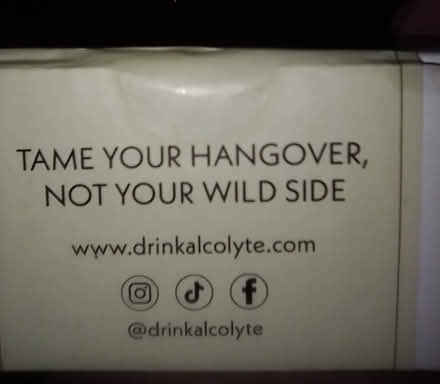 TAME YOUR HANGOVER,
NOT YOUR WILD SIDE
www.drinkalcolyte.com
@drinkalcolyte